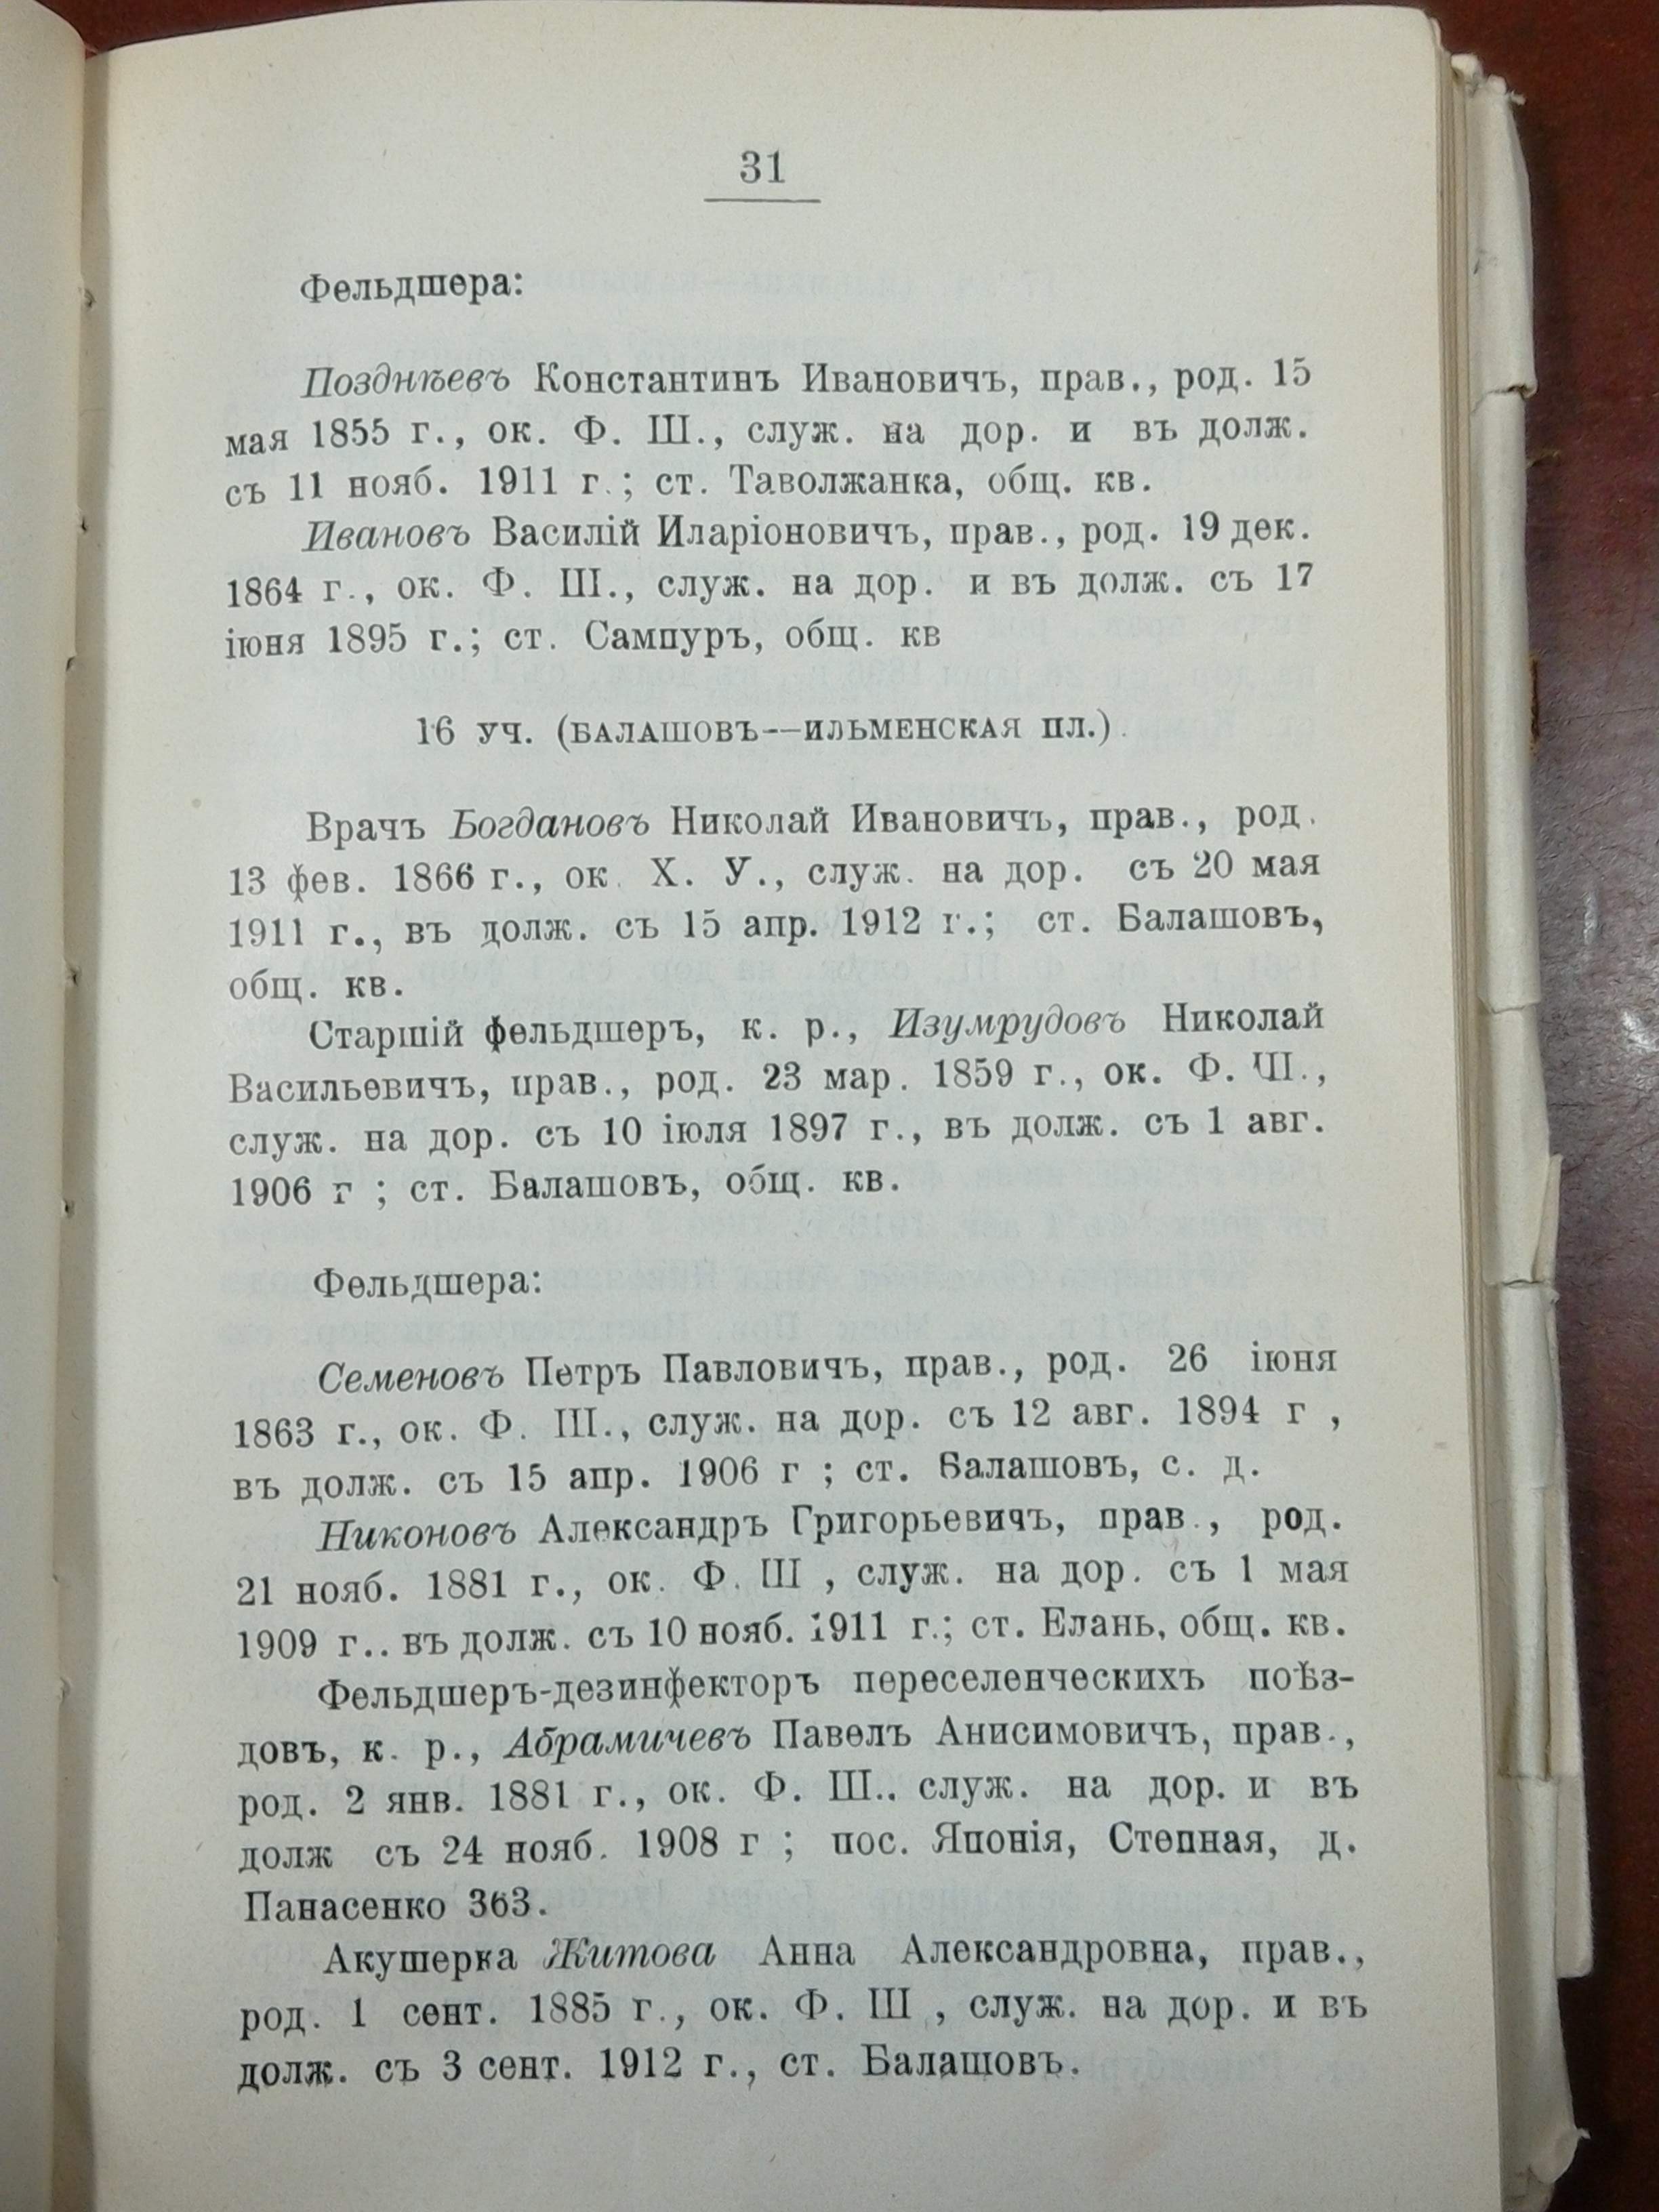 31
Фельдшера:
Позднѣевъ Константинъ Ивановичъ, прав., род. 15
мая 1855 г., ок. Ф. Ш., служ. на дор. и въ долж.
съ 11 нояб. 1911 г.; ст. Таволжанка, общ. кв.
Ивановъ Василій Иларіоновичъ, прав., род. 19 дек.
1864 г., ок. Ф. Ш., служ. на дор. и въ долж. съ 17
іюня 1895 г.; ст. Сампуръ, общ. кв
16 УЧ. (БАЛАШОВЪ—ИЛЬМЕНСКАЯ ПЛ.).
Врачъ Богдановъ Николай Ивановичъ, прав., род.
13 фев. 1866 г., ок. Х. У., служ. на дор. съ 20 мая
1911 г., въ долж. съ 15 апр. 1912 г.; ст. Балашовъ,
общ. кв.
Старшій фельдшеръ, к. р., Изумрудовъ Николай
Васильевичъ, прав., род. 23 мар. 1859 г., ок. Ф. Ш.,
служ. на дор. съ 10 іюля 1897 г., въ долж. съ 1 авг.
1906 г ; ст. Балашовъ, общ. кв.
Фельдшера:
Семеновъ Петръ Павловичъ, прав., род. 26 іюня
1863 г., ок. Ф. Ш., служ. на дор. съ 12 авг. 1894 г ,
въ долж. съ 15 апр. 1906 г ; ст. Балашовъ, с. д.
Никоновъ Александръ Григорьевичъ, прав., род.
21 нояб. 1881 г., ок. Ф. Ш , служ. на дор. съ 1 мая
1909 г.. въ долж. съ 10 нояб. 1911 г.; ст. Елань, общ. кв.
Фельдшеръ-дезинфекторъ переселенческихъ поѣз-
довъ, к. р., Абрамичевъ Павелъ Анисимовичъ, прав.,
род. 2 янв. 1881 г., ок. Ф. Ш.. служ. на дор. и въ
долж съ 24 нояб. 1908 г ; пос. Японія, Степная, д.
Панасенко 363.
Акушерка Житова Анна Александровна, прав.,
род. 1 сент. 1885 г., ок. Ф. Ш , служ. на дор. и въ
долж. съ 3 сент. 1912 г., ст. Балашовъ.